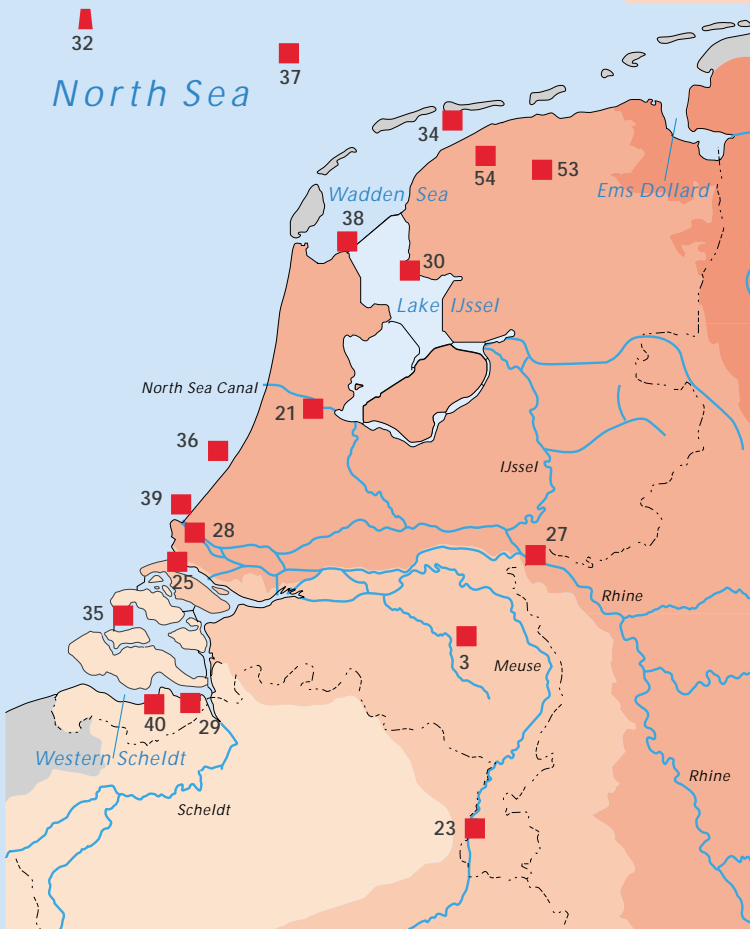 32
37
North Sea
34
54
53
Ems Dollard
Wadden Sea
38
30
Lake IJssel
North Sea Canal
21
36
IJssel
39
28
27
25
Rhine
35
3
Meuse
40
29
Western Scheldt
Rhine
Scheldt
23